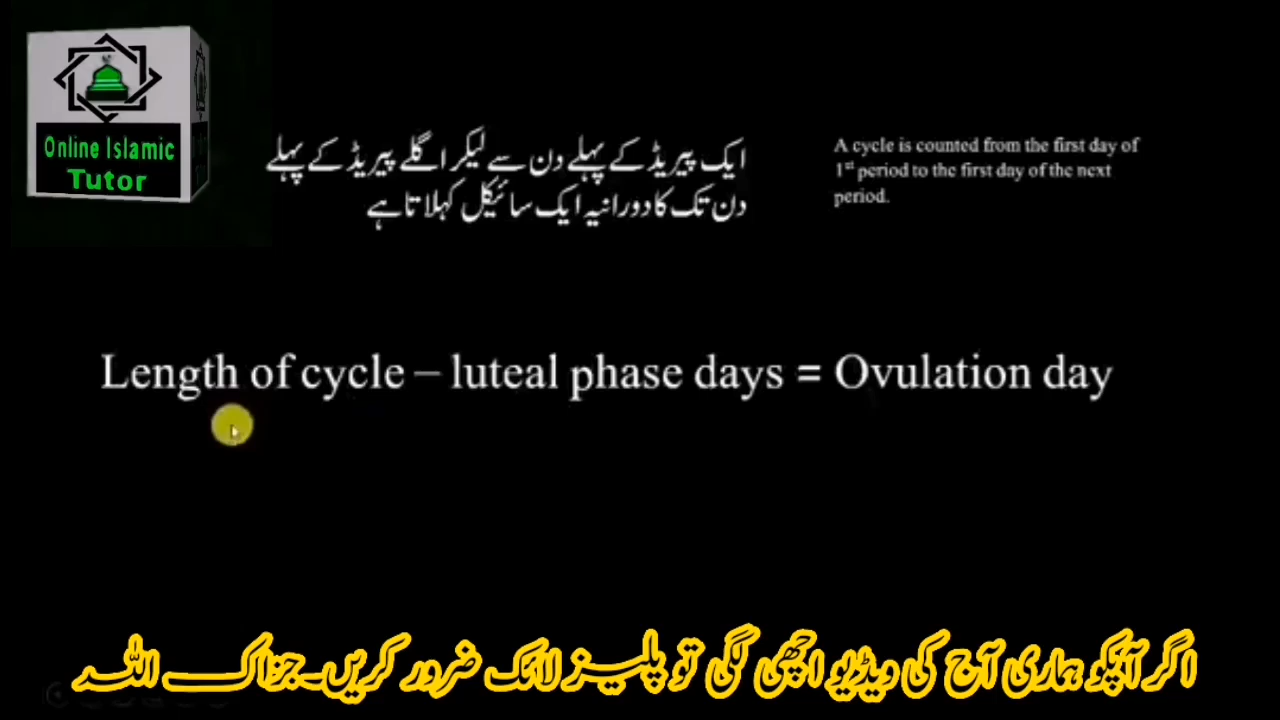 Online Islamic
Tutor
ایک پیریڈ کے پہلے دن سے لیکر اگلے پیریڈ کے پہلے
دن تک کا دورانیہ ایک سائیکل کہلاتا ہے
A cycle is counted from the first day of
1st period to the first day of the next
period.
Length of cycle – luteal phase days = Ovulation day
اگر آپکو ہماری آج کی ویڈیو اچھی لگی تو پلیز لائک ضرور کریں۔جزاک اللہ